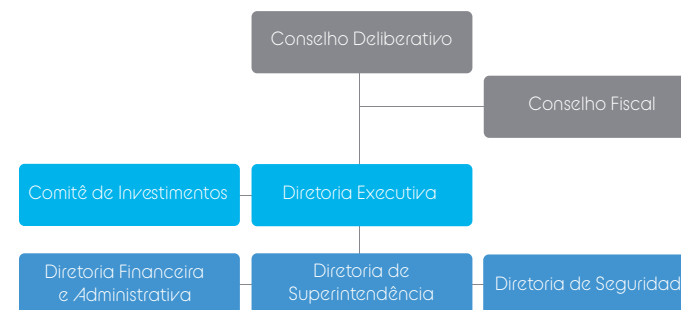 Conselho Deliberativo
Conselho Fiscal
Comitê de Investimentos
Diretoria Executiva
Diretoria Financeira
e Administrativa
Diretoria de
Superintendência
Diretoria de Seguridad